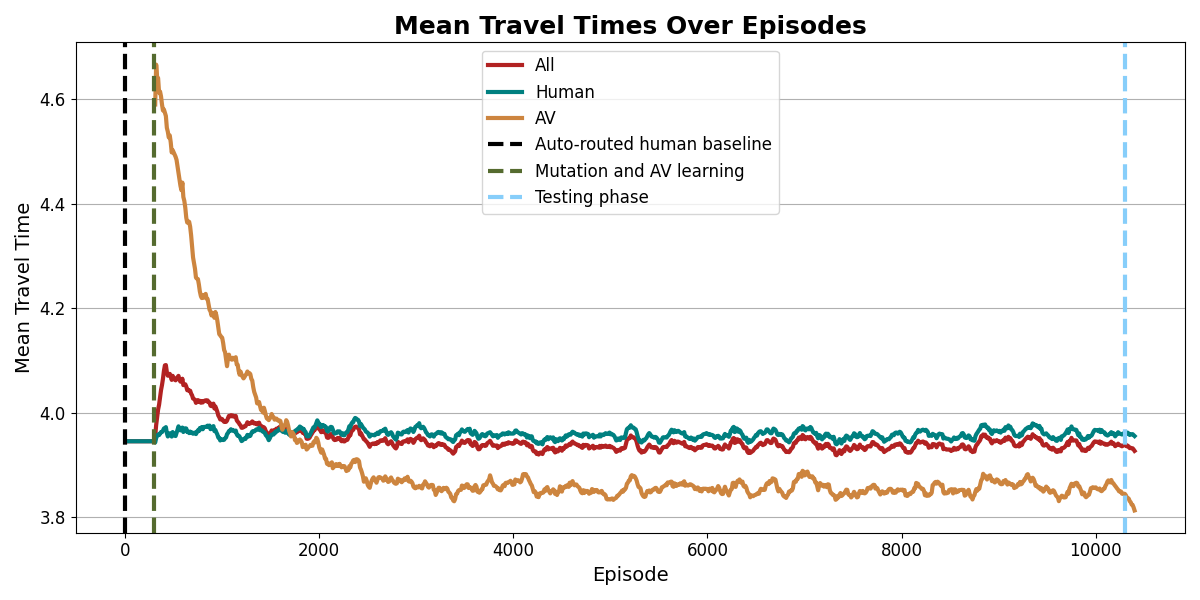 Mean Travel Times Over Episodes
Mean Travel Time
4.6
4.4
4.2
4.0
3.8
All
Human
AV
Auto-routed human baseline
Mutation and AV learning
Testing phase
0 2000 4000 6000 8000 10000
Episode